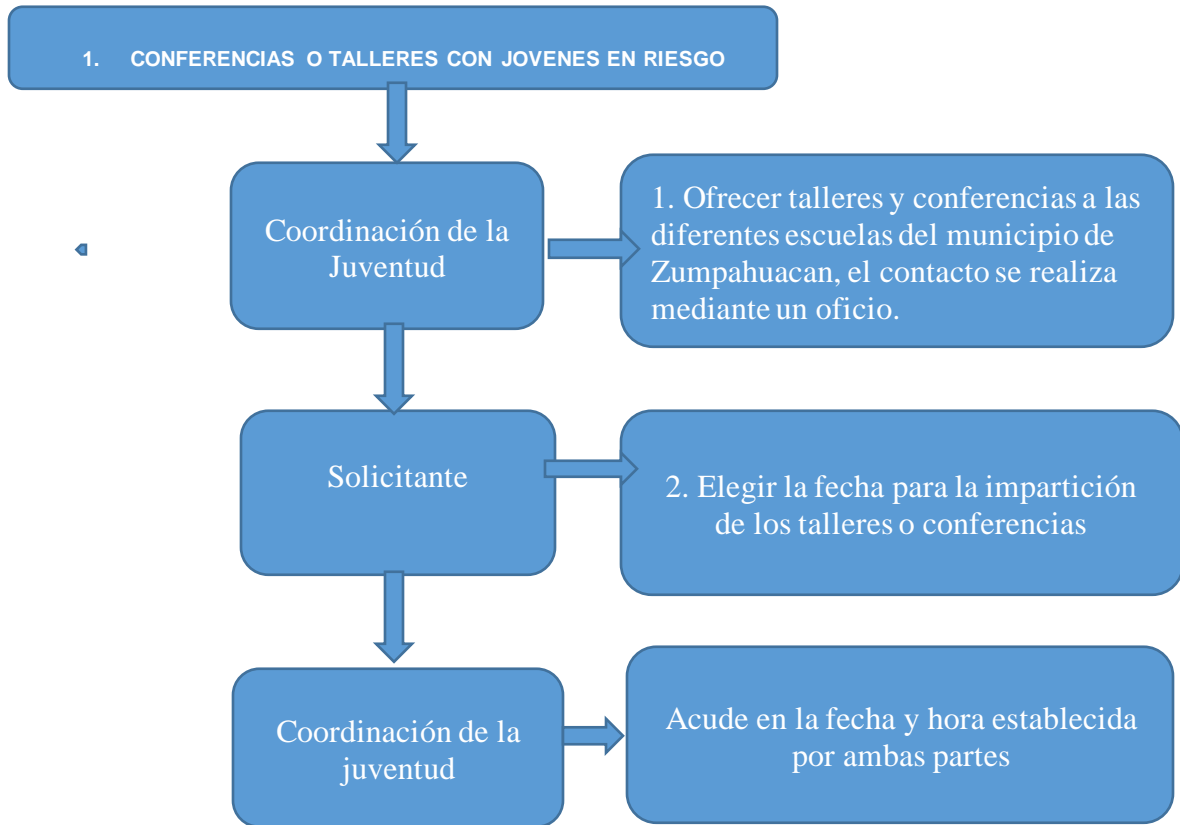 1. CONFERENCIAS O TALLERES CON JOVENES EN RIESGO
Coordinación de la
Juventud
1. Ofrecer talleres y conferencias a las
diferentes escuelas del municipio de
Zumpahuacan, el contacto se realiza
mediante un oficio.
Solicitante
2. Elegir la fecha para la impartición
de los talleres o conferencias
Coordinación de la
juventud
Acude en la fecha y hora establecida
por ambas partes